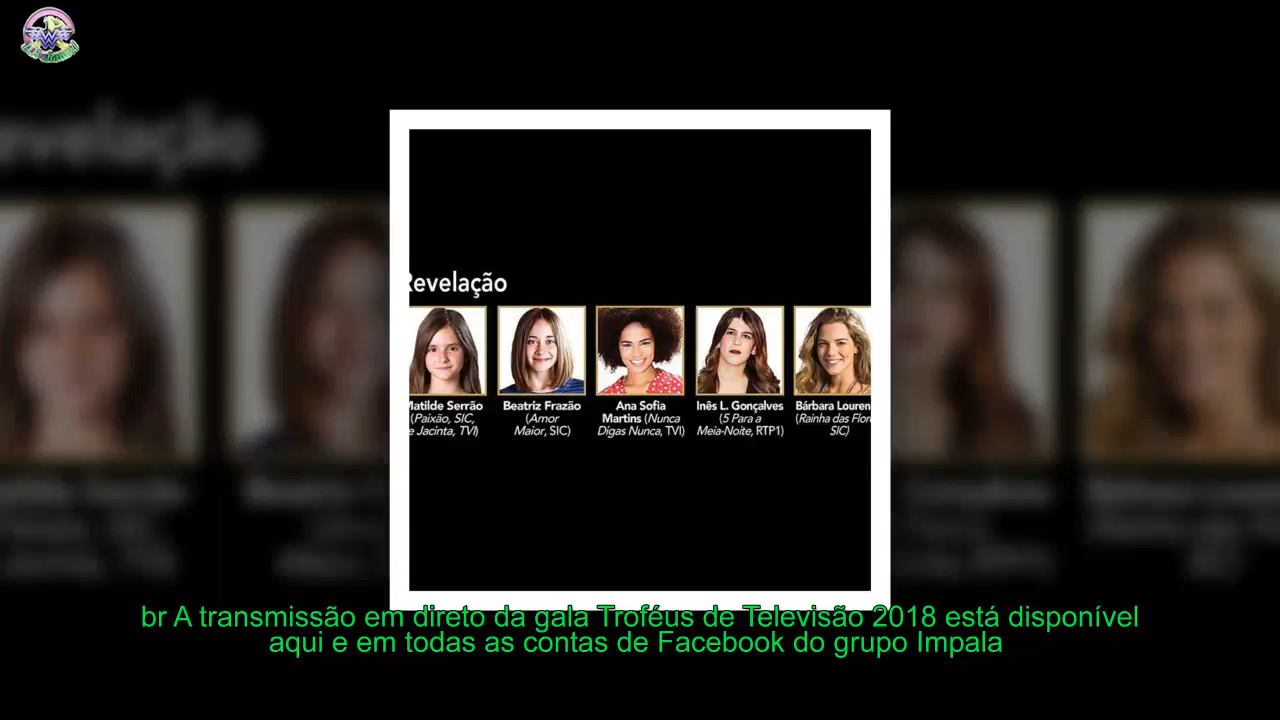 Revelação
Matilde Serrão Beatriz Frazão Ana Sofia Inês L. Gonçalves Bárbara Louren
(Paixão, SIC, (Amor Martins (Nunca (5 Para a (Rainha das Flor
e Jacinta, TVI) Maior, SIC) Digas Nunca, TVI) Meia-Noite, RTP1) SIC)
br A transmissão em direto da gala Troféus de Televisão 2018 está disponível
aqui e em todas as contas de Facebook do grupo Impala